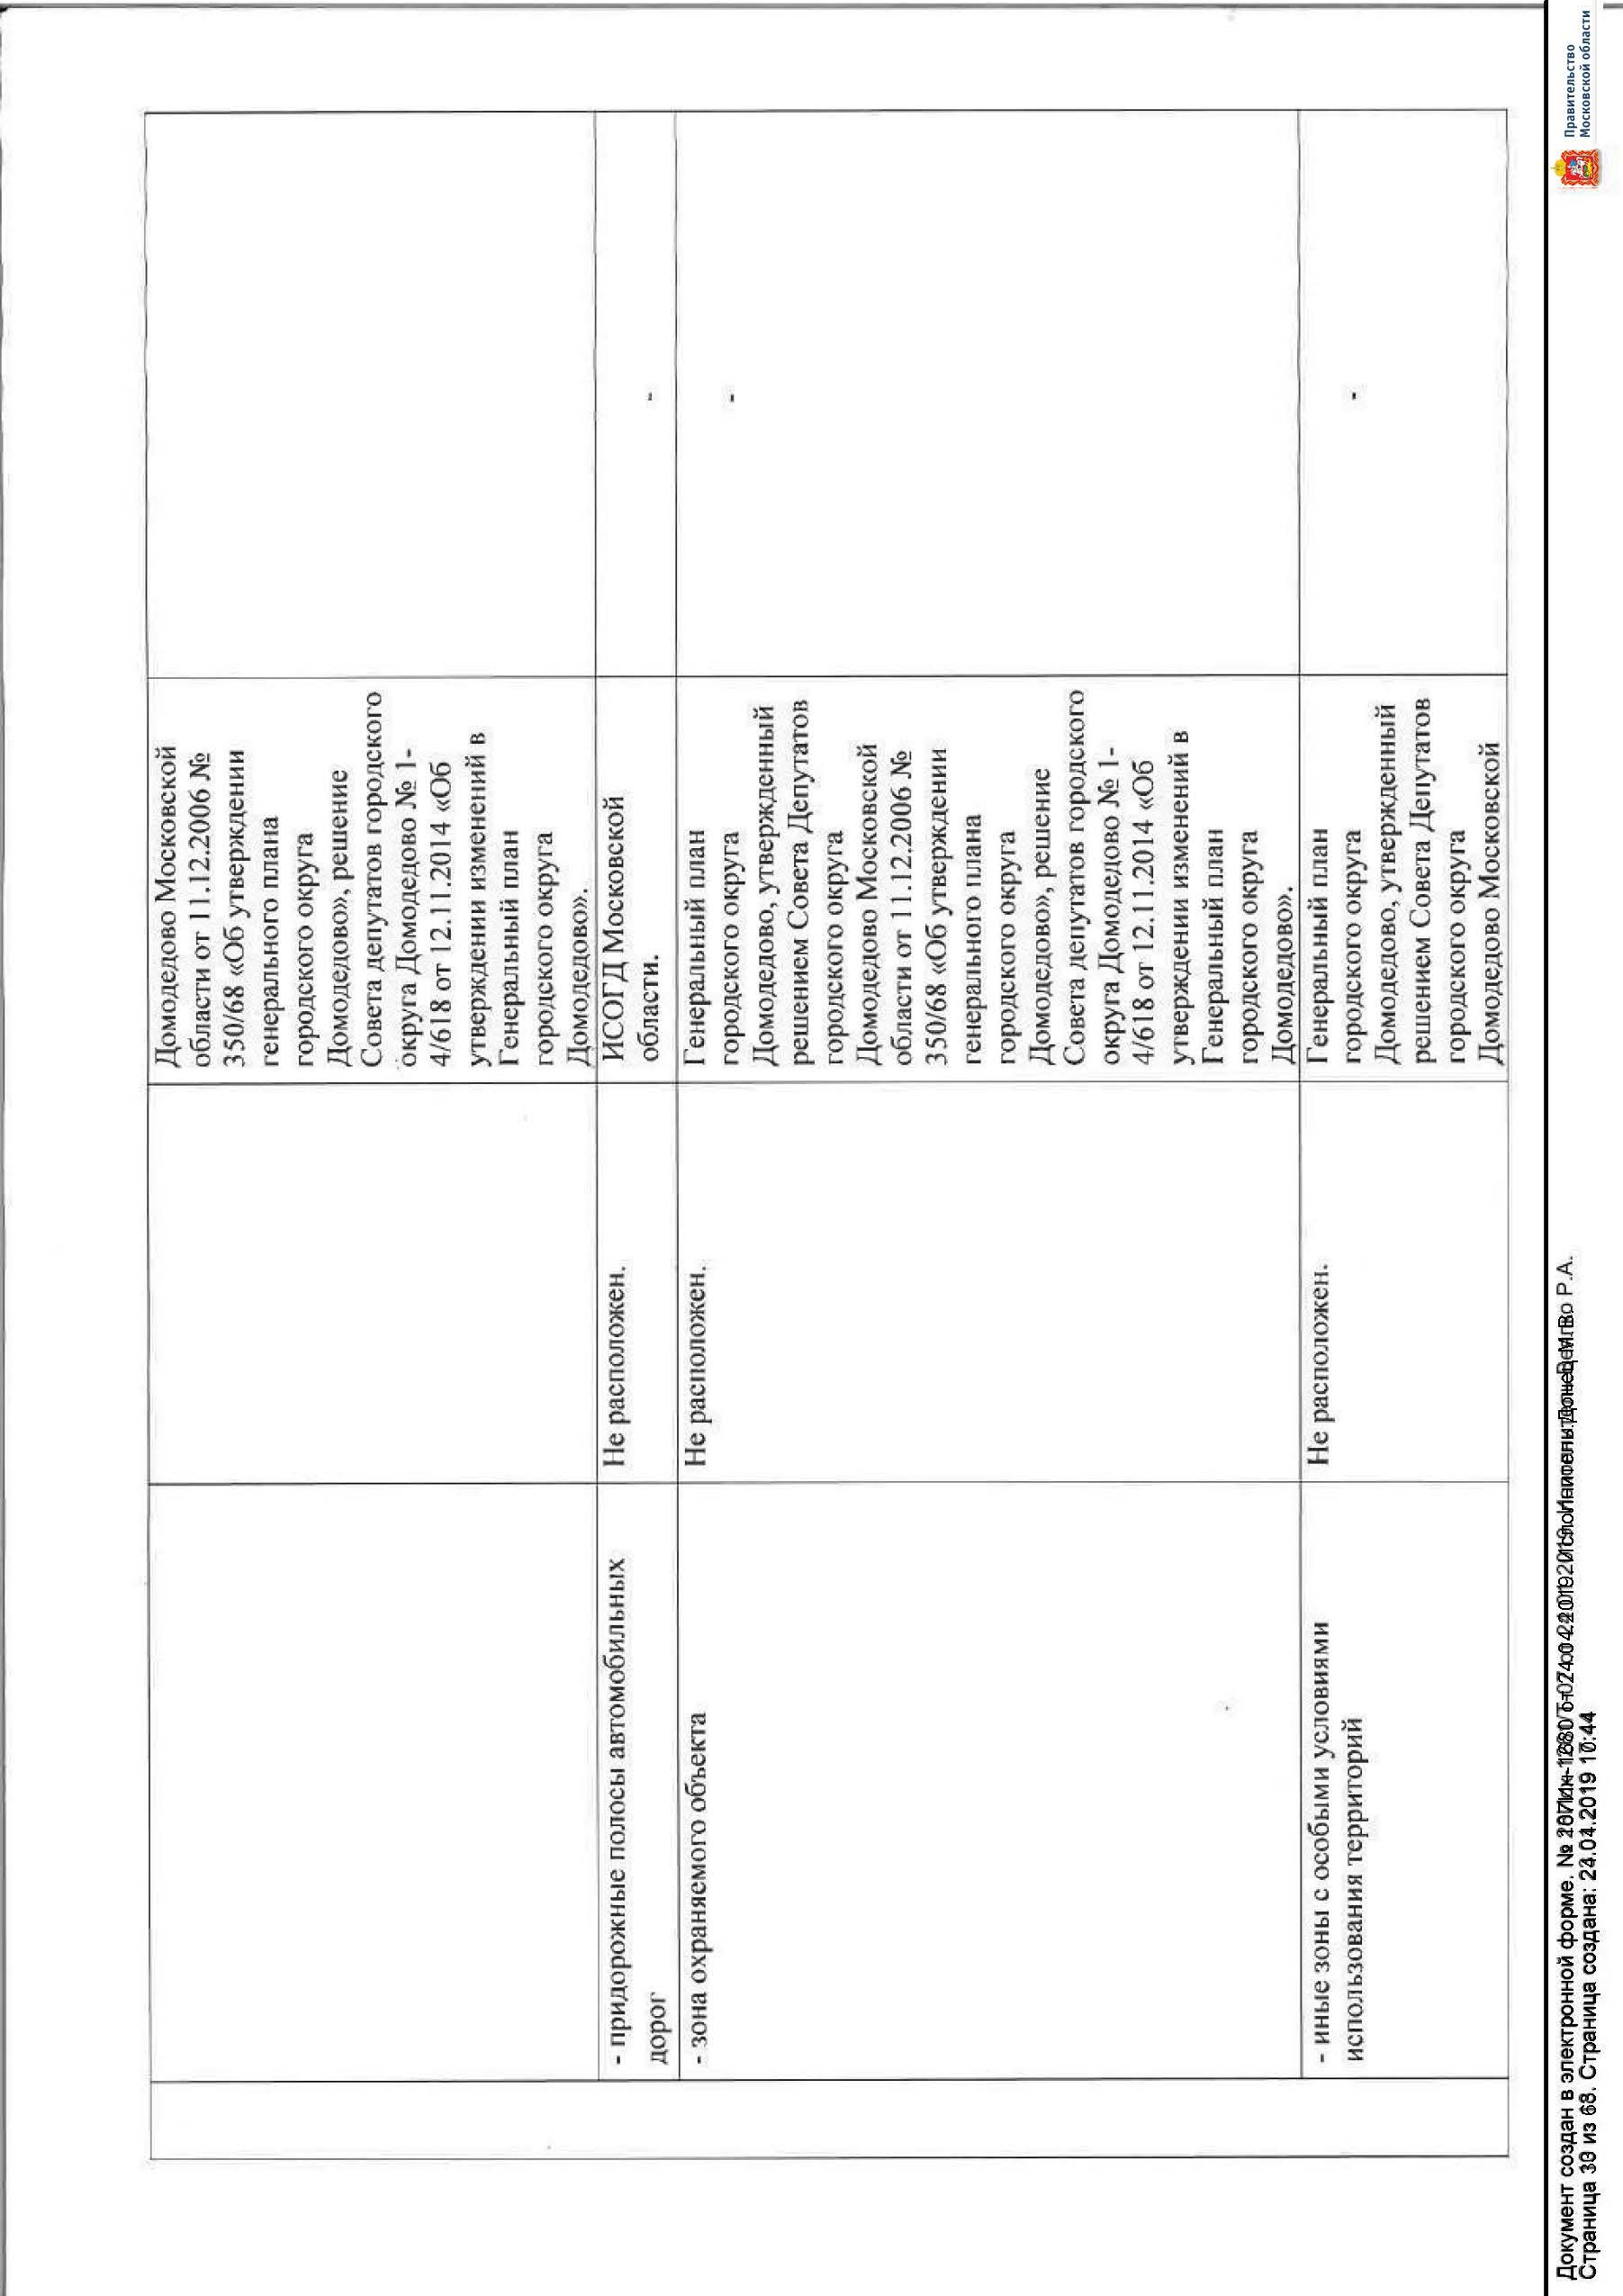 Домодедово Московской
области от 11.12.2006 №
350/68 «Об утверждении
генерального плана
городского округа
Домодедово», решение
Совета депутатов городского
округа Домодедово № 1-
4/618 от 12.11.2014 «Об
утверждении изменений в
Генеральный план
городского округа
Домодедово».
- придорожные полосы автомобильных
дорог
Не расположен.
ИСОГД Московской
области.
-
- зона охраняемого объекта
Не расположен.
Генеральный план
городского округа
Домодедово, утвержденный
решением Совета Депутатов
городского округа
Домодедово Московской
области от 11.12.2006 №
350/68 «Об утверждении
генерального плана
городского округа
Домодедово», решение
Совета депутатов городского
округа Домодедово № 1-
4/618 от 12.11.2014 «Об
утверждении изменений в
Генеральный план
городского округа
Домодедово».
-
- иные зоны с особыми условиями
использования территорий
Не расположен.
Генеральный план
городского округа
Домодедово, утвержденный
решением Совета Депутатов
городского округа
Домодедово Московской
-
Документ создан в электронной форме. №
Страница из 68. Страница создана: 24.04.2019
Правительство
Московской области